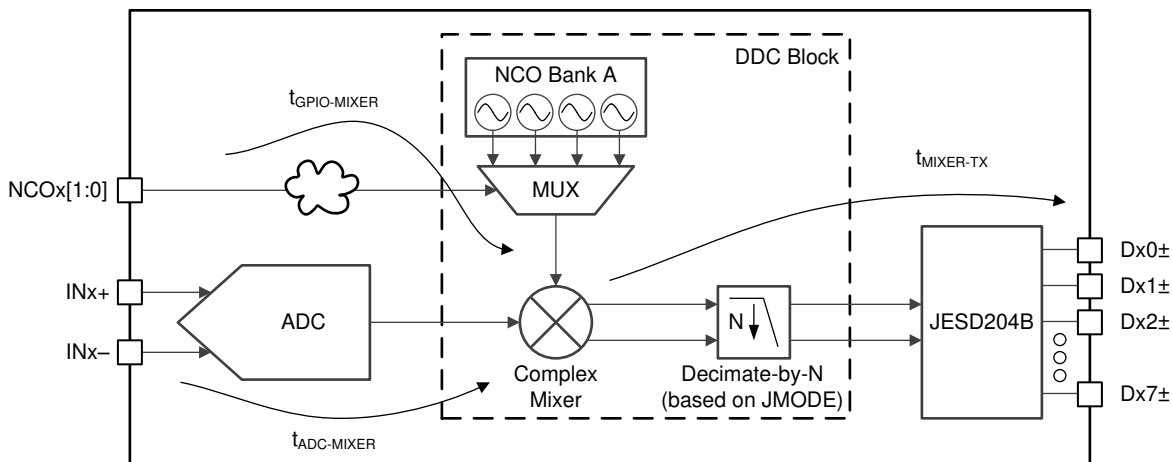 DDC Block
NCO Bank A
tGPIO-MIXER
tMIXER-TX
NCOx[1:0]
MUX
Dx0±
INx+
Dx1±
ADC
N
JESD204B
Dx2±
INx–
Complex
Mixer
Decimate-by-N
(based on JMODE)
Dx7±
tADC-MIXER